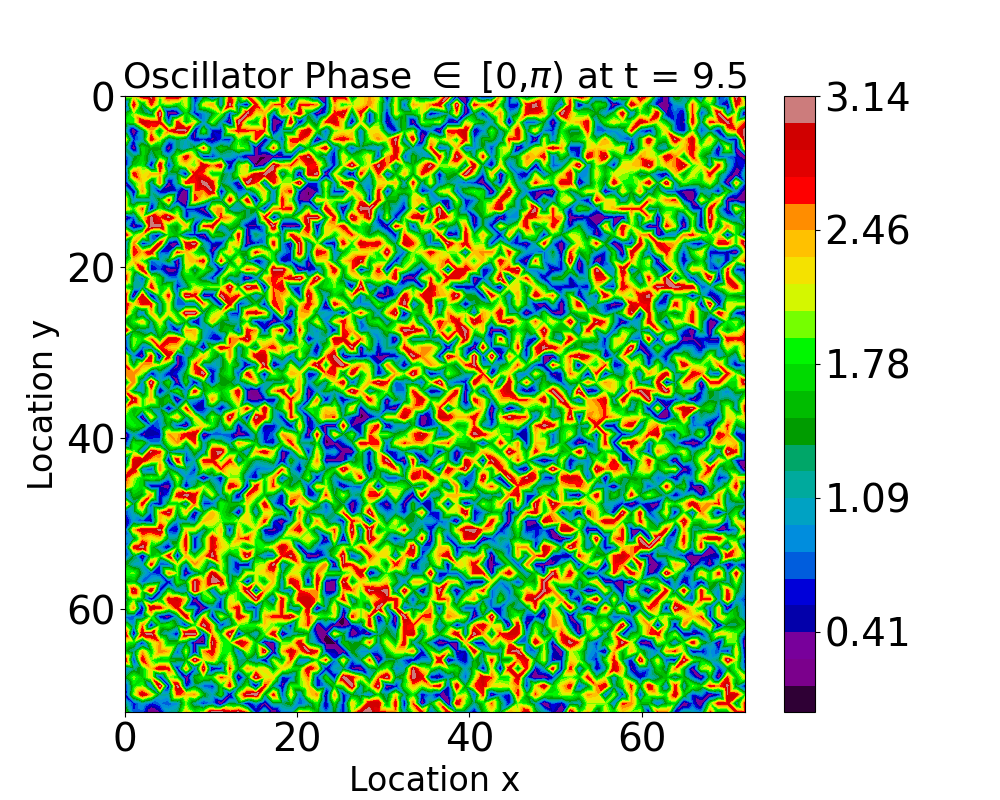 Oscillator Phase ∈ [0,π) at t = 9.5
0
20
40
60
Location y
0 20 40 60
Location x
3.14
2.46
1.78
1.09
0.41